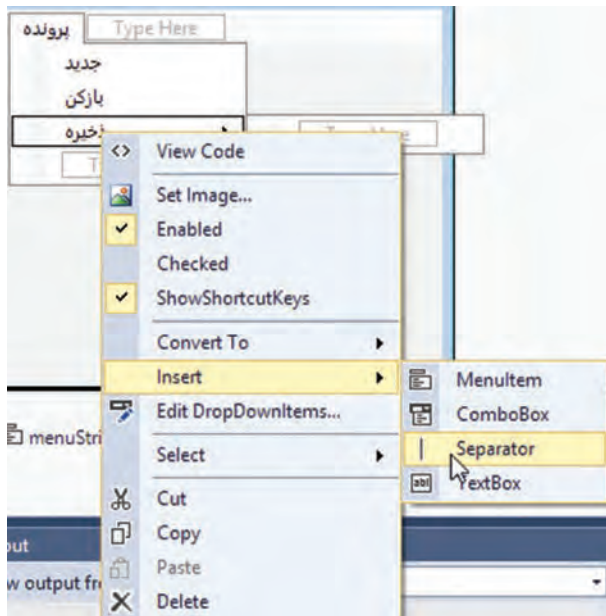 پرونده Type Here
جدید
بازکن
ذخیره
View Code
Set Image...
Enabled
Checked
ShowShortcutKeys
Convert To
Insert
Edit DropDownItems...
Select
Cut
Copy
Paste
Delete
MenuItem
ComboBox
Separator
TextBox
menuStri
out
w output fr